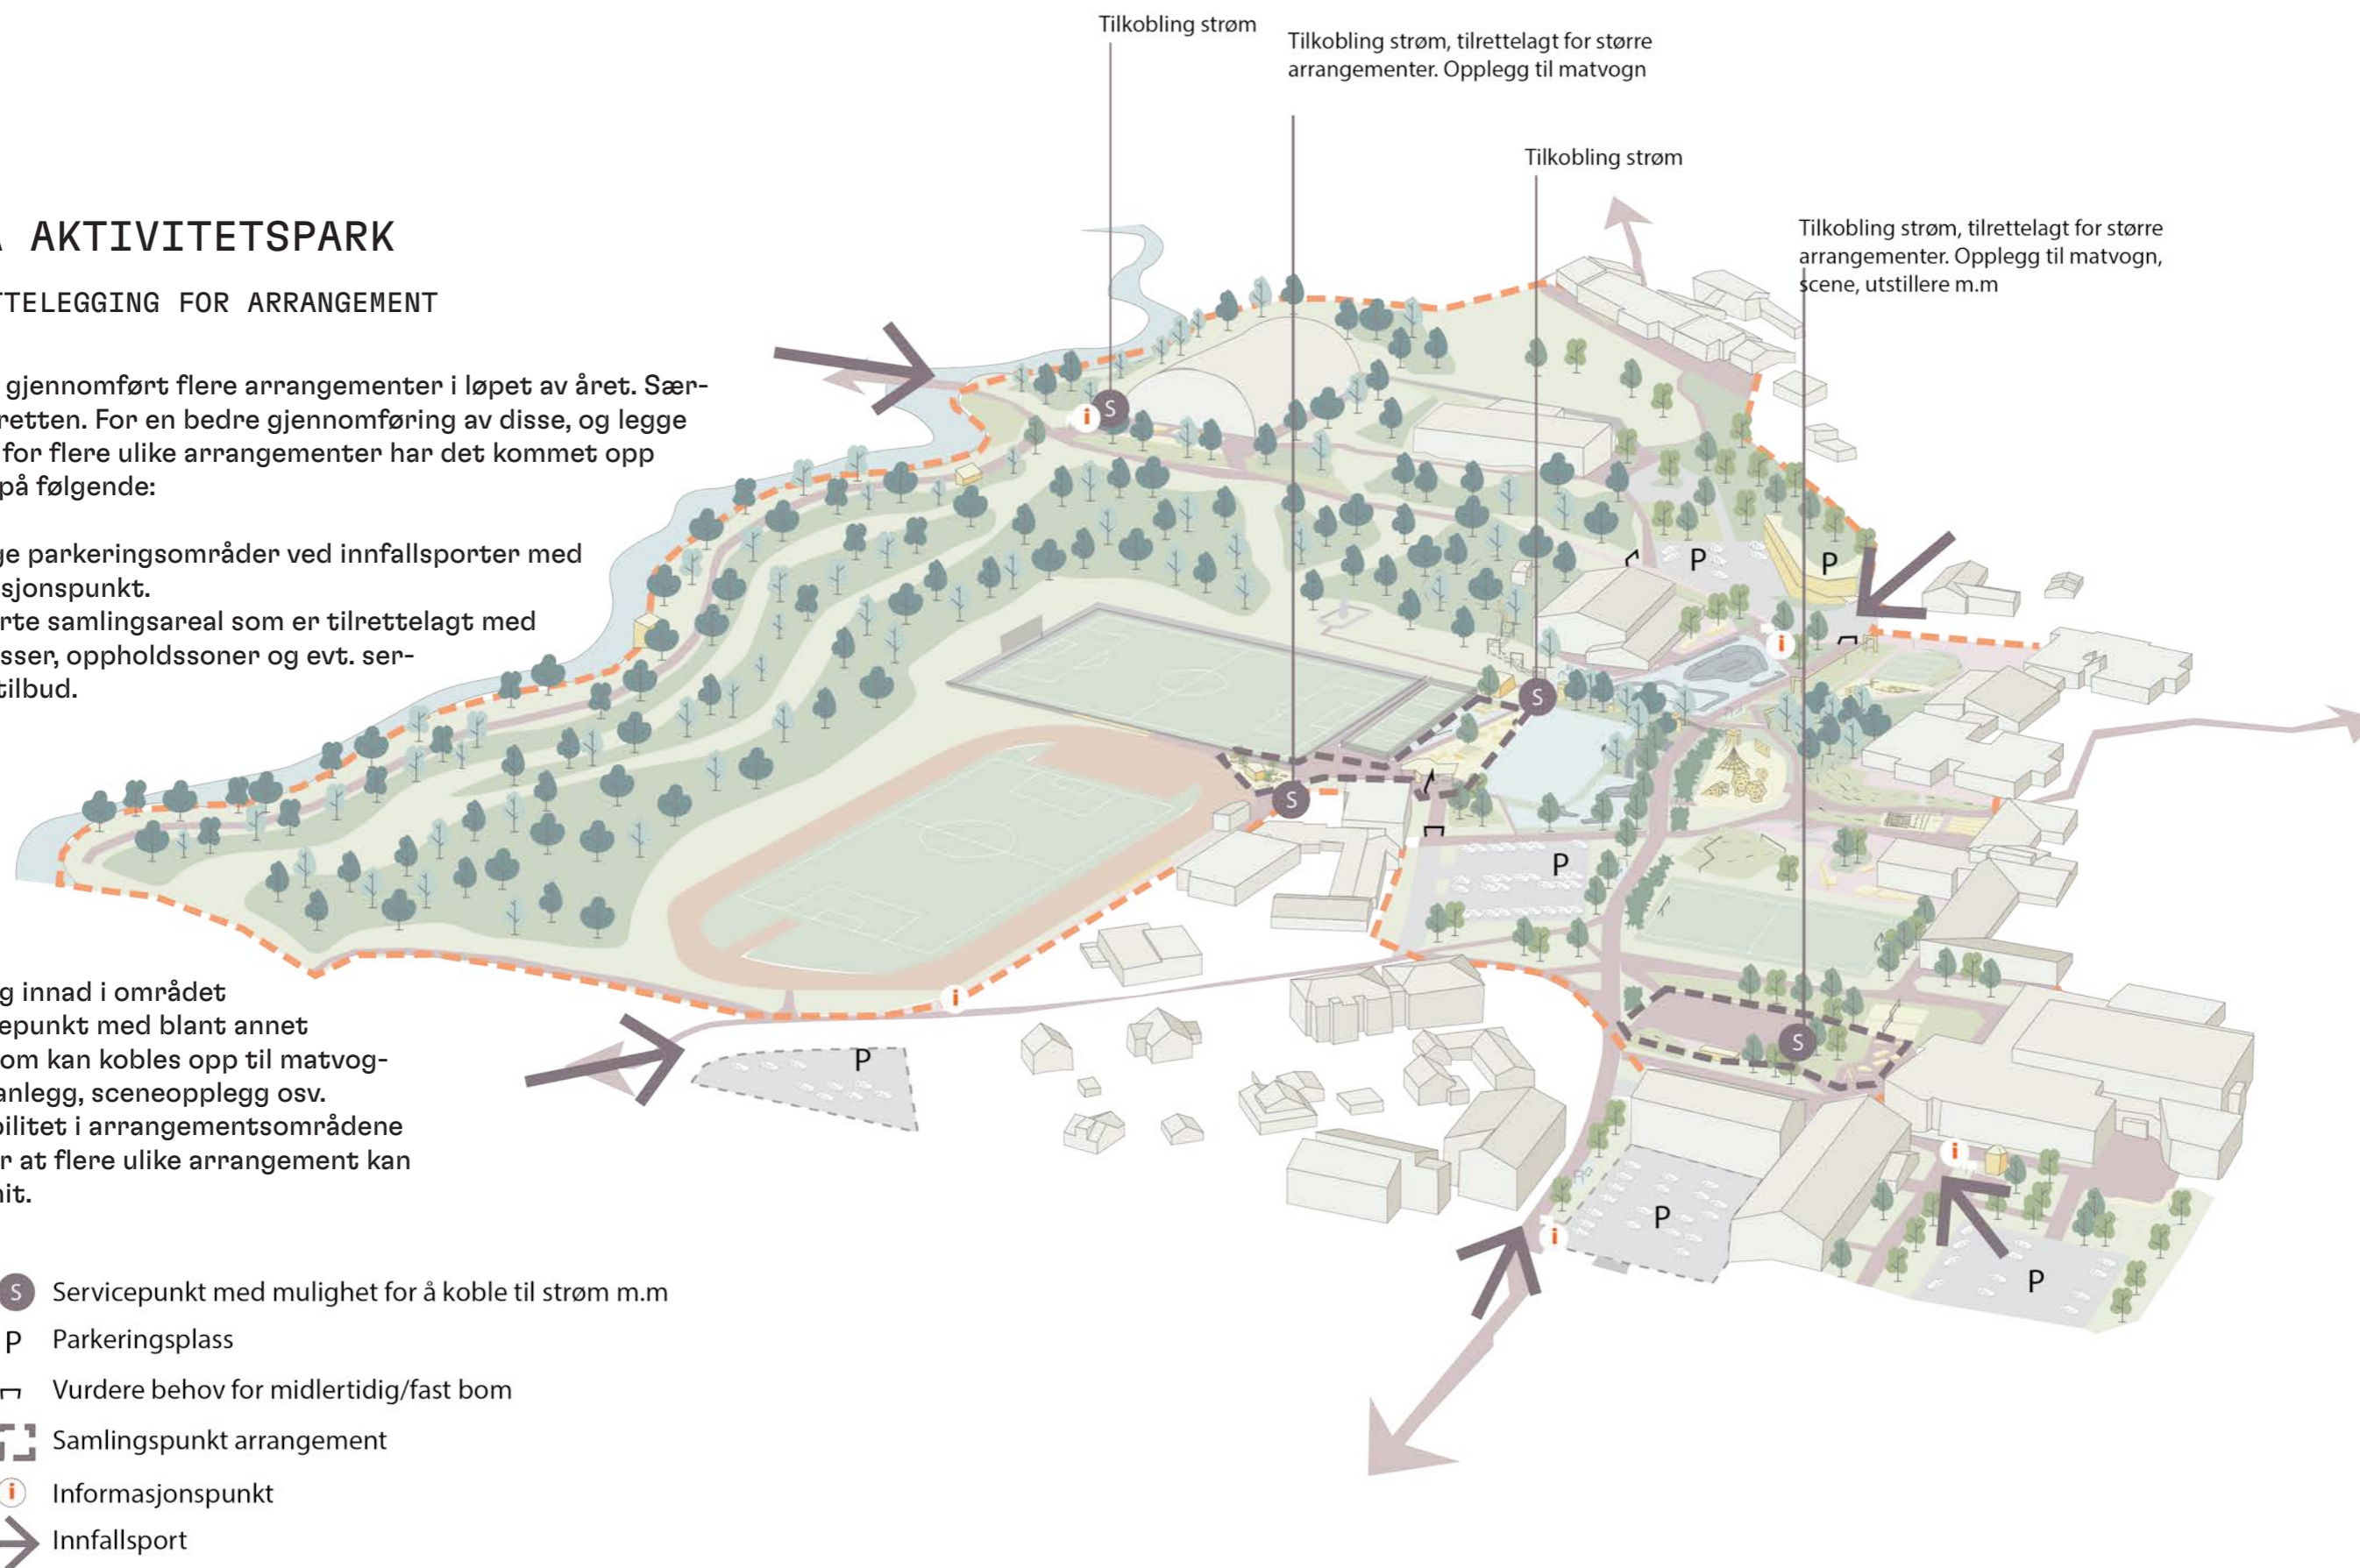 Tilkobling strøm
Tilkobling strøm, tilrettelagt for større
arrangementer. Opplegg til matvogn
Tilkobling strøm
Tilkobling strøm, tilrettelagt for større
arrangementer. Opplegg til matvogn,
scene, utstillere m.m
AKTIVITETSPARK
TTELEGGING FOR ARRANGEMENT
gjennomført flere arrangementer i løpet av året. Sær-
retten. For en bedre gjennomføring av disse, og legge
for flere ulike arrangementer har det kommet opp
på følgende:
ge parkeringsområder ved innfallsporter med
sjonspunkt.
rte samlingsareal som er tilrettelagt med
sser, oppholdssoner og evt. ser-
tilbud.
g innad i området
epunkt med blant annet
om kan kobles opp til matvog-
anlegg, sceneopplegg osv.
bilitet i arrangementsområdene
r at flere ulike arrangement kan
nit.
S Servicepunkt med mulighet for å koble til strøm m.m
P Parkeringsplass
Vurdere behov for midlertidig/fast bom
Samlingspunkt arrangement
i Informasjonspunkt
Innfallsport
i S
P
P
i
S
S
P
i
P
S
i
i
P
P